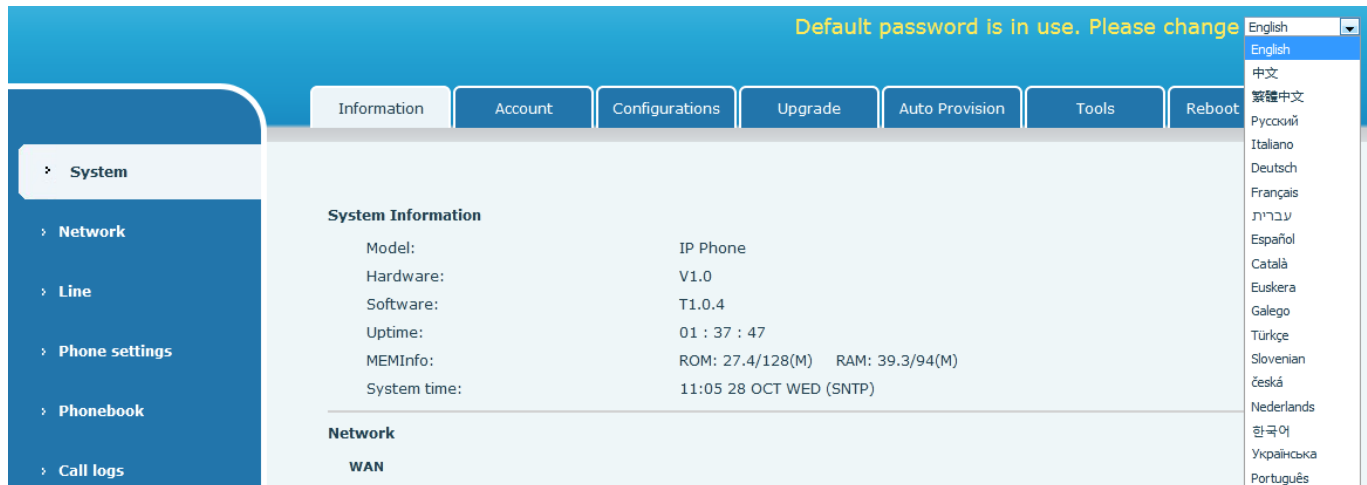 Default password is in use. Please change
English
English
中文
繁體中文
Русский
Italiano
Deutsch
Français
עברית
Español
Català
Euskera
Galego
Türkçe
Slovenian
česká
Nederlands
한국어
Українська
Português
Information Account Configurations Upgrade Auto Provision Tools Reboot
System
Network
Line
Phone settings
Phonebook
Call logs
System Information
Model: IP Phone
Hardware: V1.0
Software: T1.0.4
Uptime: 01 : 37 : 47
MEMInfo: ROM: 27.4/128(M) RAM: 39.3/94(M)
System time: 11:05 28 OCT WED (SNTP)
Network
WAN